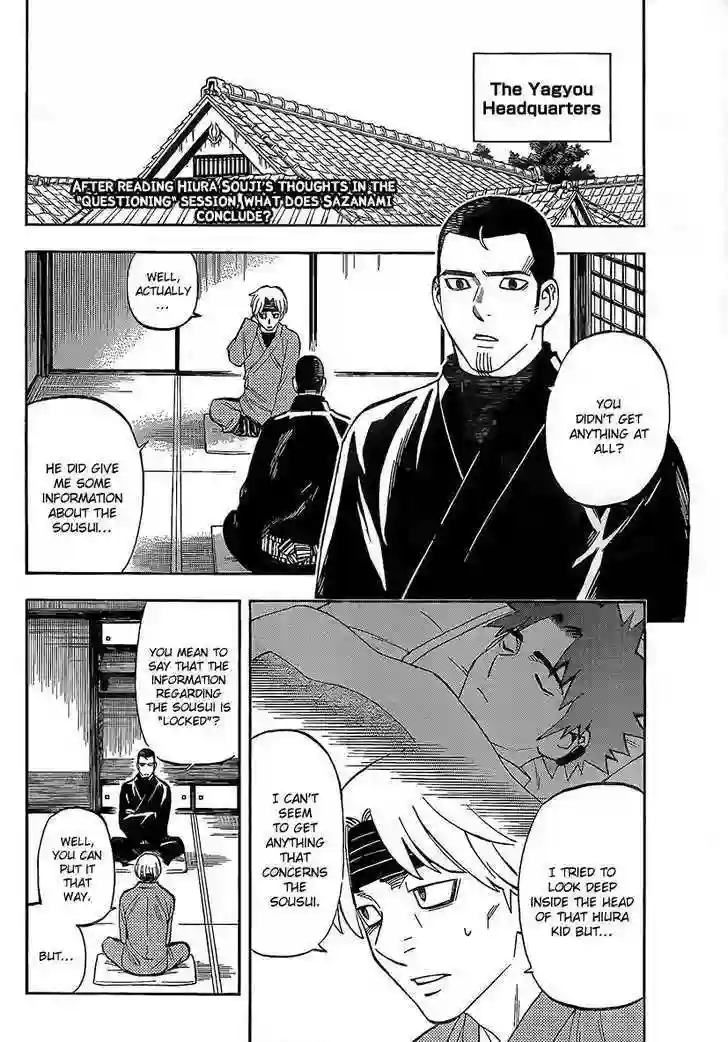 The Yagyou
Headquarters
AFTER READING HIURA SOUJI'S THOUGHTS IN THE
"QUESTIONING" SESSION, WHAT DOES SAZANAMI
CONCLUDE?
YOU
DIDN'T GET
ANYTHING AT
ALL?
WELL,
ACTUALLY
...
HE DID GIVE
ME SOME
INFORMATION
ABOUT THE
SOUSUI...
I TRIED TO
LOOK DEEP
INSIDE THE HEAD
OF THAT HIURA
KID BUT...
I CAN'T
SEEM
TO GET
ANYTHING
THAT
CONCERNS
THE
SOUSUI.
YOU MEAN TO
SAY THAT THE
INFORMATION
REGARDING
THE SOUSUI IS
"LOCKED"?
WELL,
YOU CAN
PUT IT
THAT
WAY.
BUT...